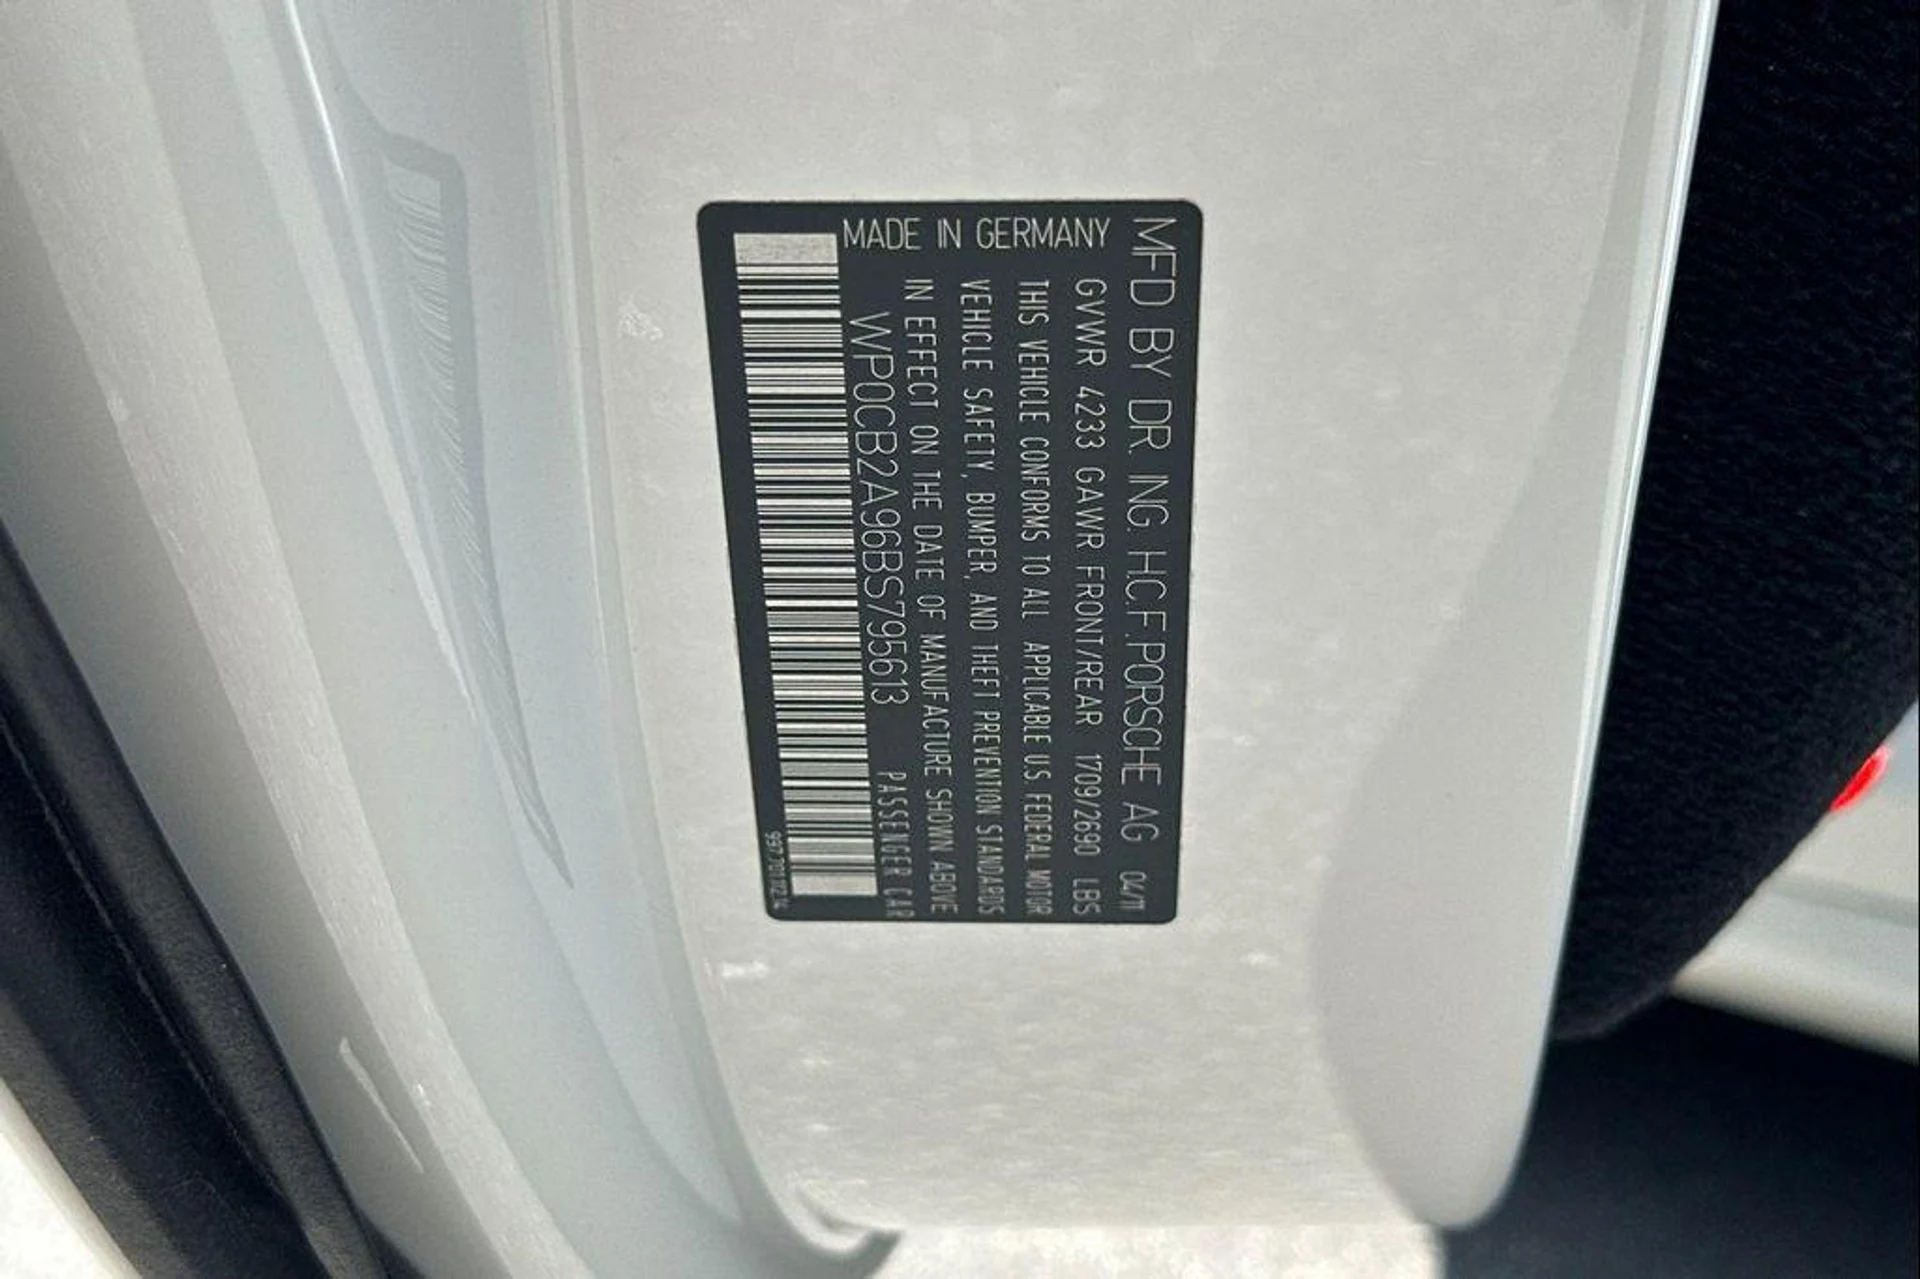 MFD BY DR. ING. H.C.F.PORSCHE AG 04/11
GVWR 4233 GAWR FRONT/REAR 1709/2690 LBS
THIS VEHICLE CONFORMS TO ALL APPLICABLE U.S. FEDERAL MOTOR
VEHICLE SAFETY, BUMPER, AND THEFT PREVENTION STANDARDS
IN EFFECT ON THE DATE OF MANUFACTURE SHOWN ABOVE
WP0CB2A96BS795613 PASSENGER CAR
MADE IN GERMANY